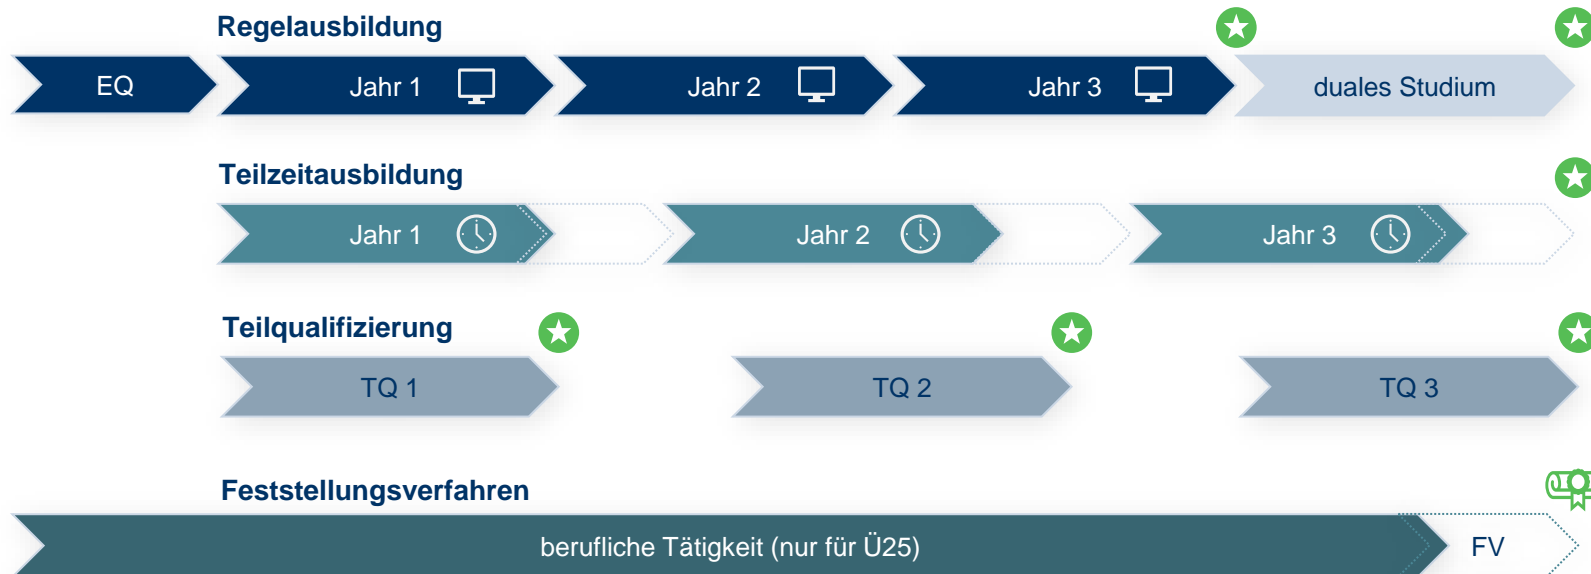 Regelausbildung
EQ
Jahr 1
Jahr 2
Jahr 3
duales Studium
Teilzeitausbildung
Jahr 1
Jahr 2
Jahr 3
Teilqualifizierung
TQ 1
TQ 2
TQ 3
Feststellungsverfahren
berufliche Tätigkeit (nur für Ü25)
FV